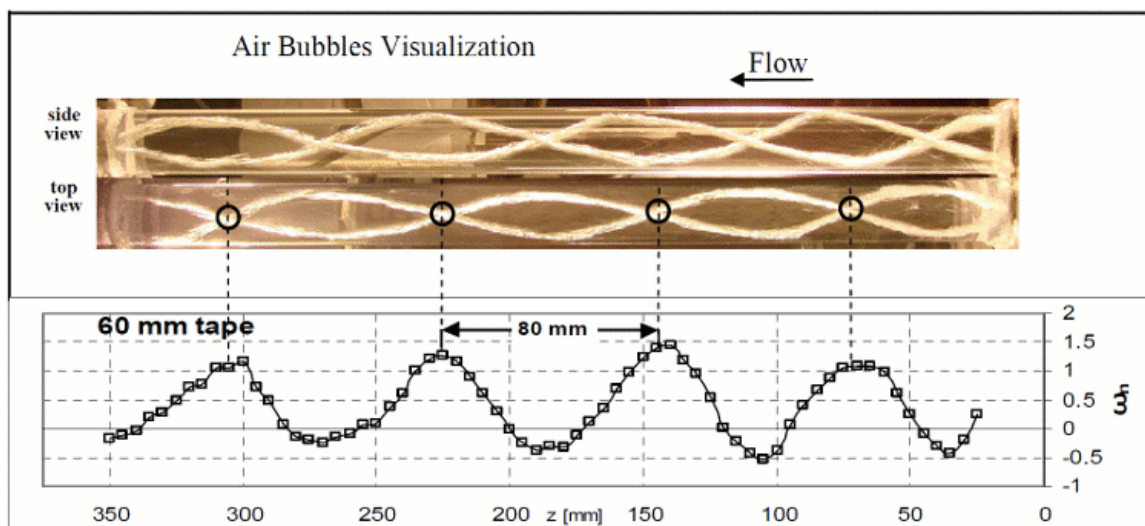 Air Bubbles Visualization
Flow
side
view
top
view
60 mm tape
80 mm
2
1.5
1
0.5
0
-0.5
-1
350 300 250 200 z [mm] 150 100 50 0